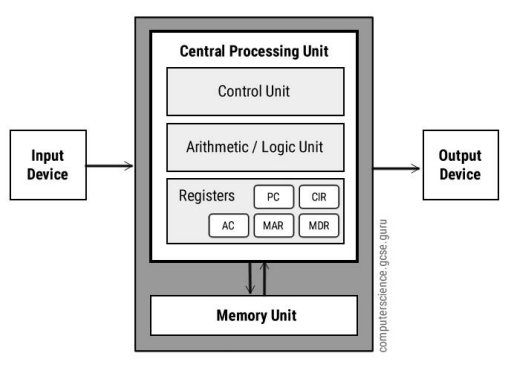 Central Processing Unit
Control Unit
Arithmetic / Logic Unit
Registers PC CIR
AC MAR MDR
Input
Device
Output
Device
Memory Unit
computerscience.gcse.guru